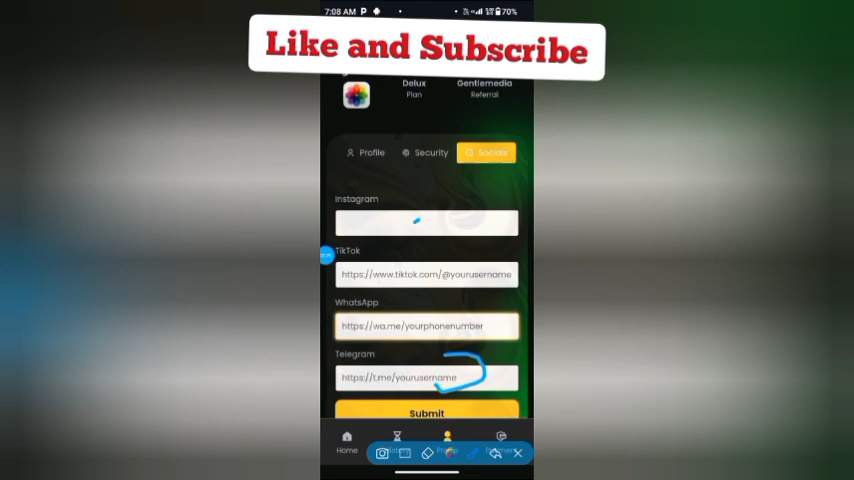 7:08 AM P
70%
Like and Subscribe
Delux
Gentlemedia
Plan
Referral
Profile
Security
Socials
Instagram
TikTok
https://www.tiktok.com/@yourusername
WhatsApp
https://wa.me/yourphonenumber
Telegram
https://t.me/yourusername
Submit
Home
Profile